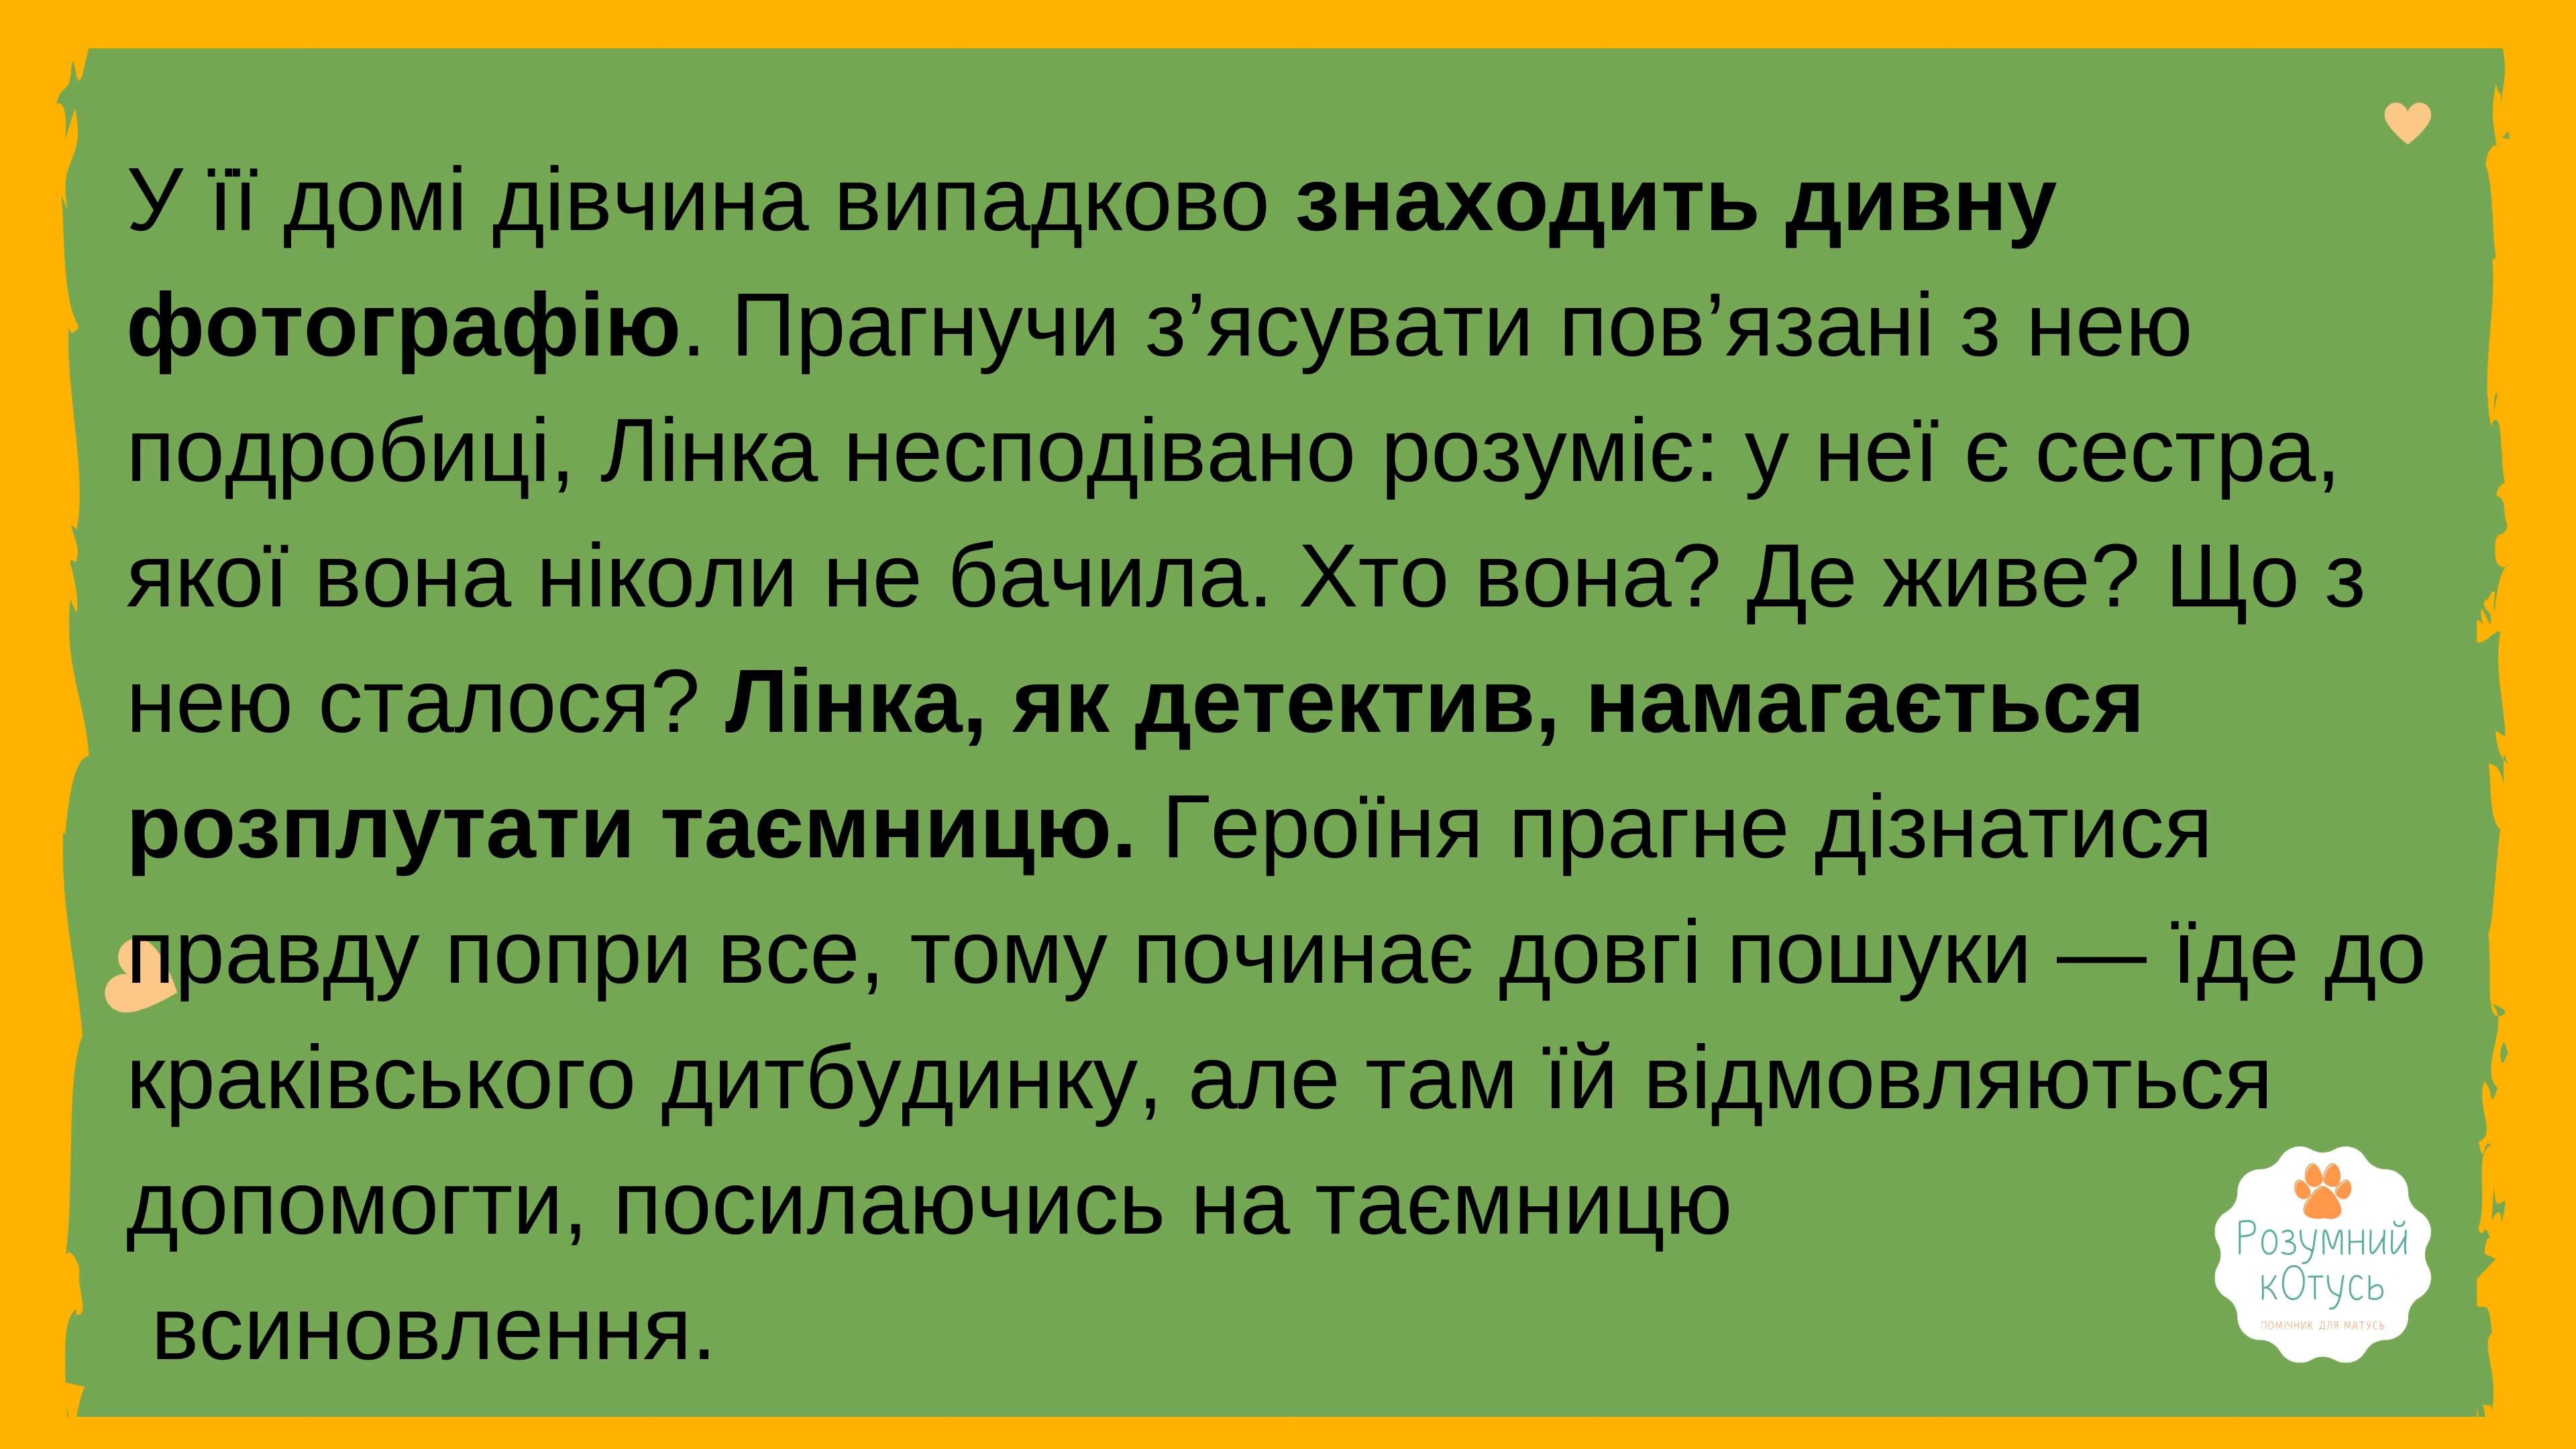 У її домі дівчина випадково знаходить дивну
фотографію. Прагнучи з’ясувати пов’язані з нею
подробиці, Лінка несподівано розуміє: у неї є сестра,
якої вона ніколи не бачила. Хто вона? Де живе? Що з
нею сталося? Лінка, як детектив, намагається
розплутати таємницю. Героїня прагне дізнатися
правду попри все, тому починає довгі пошуки — їде до
краківського дитбудинку, але там їй відмовляються
допомогти, посилаючись на таємницю
всиновлення.
Розумний
кОтусь
ПОМІЧНИК ДЛЯ МАТУСЬ